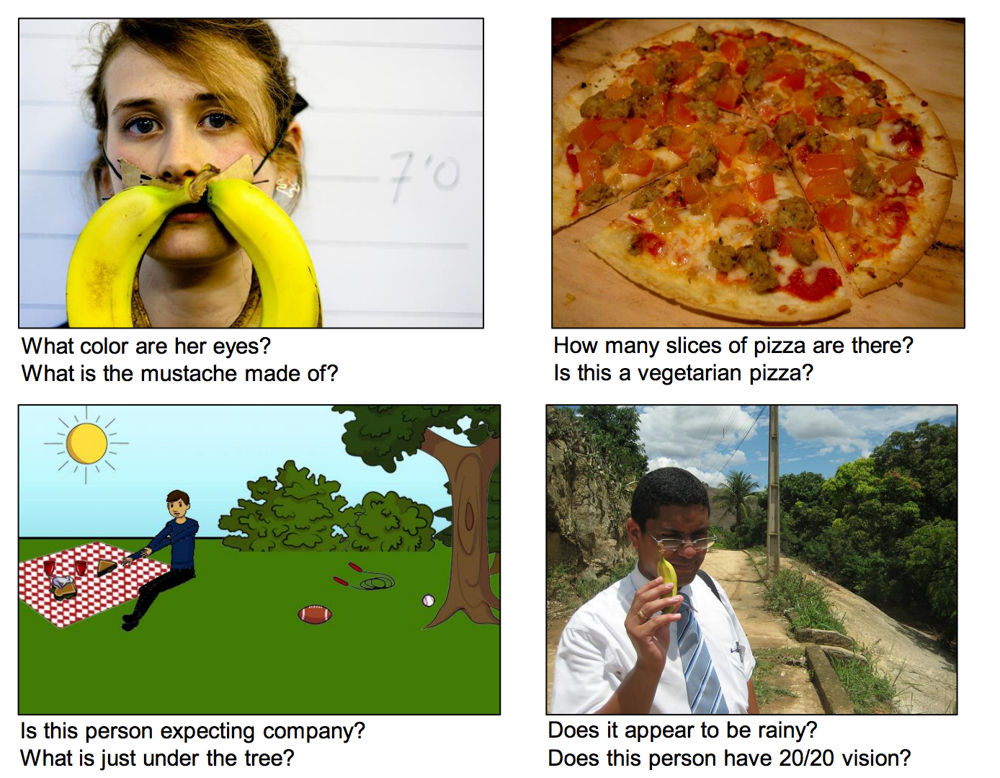 7'0
What color are her eyes?
What is the mustache made of?
How many slices of pizza are there?
Is this a vegetarian pizza?
Is this person expecting company?
What is just under the tree?
Does it appear to be rainy?
Does this person have 20/20 vision?